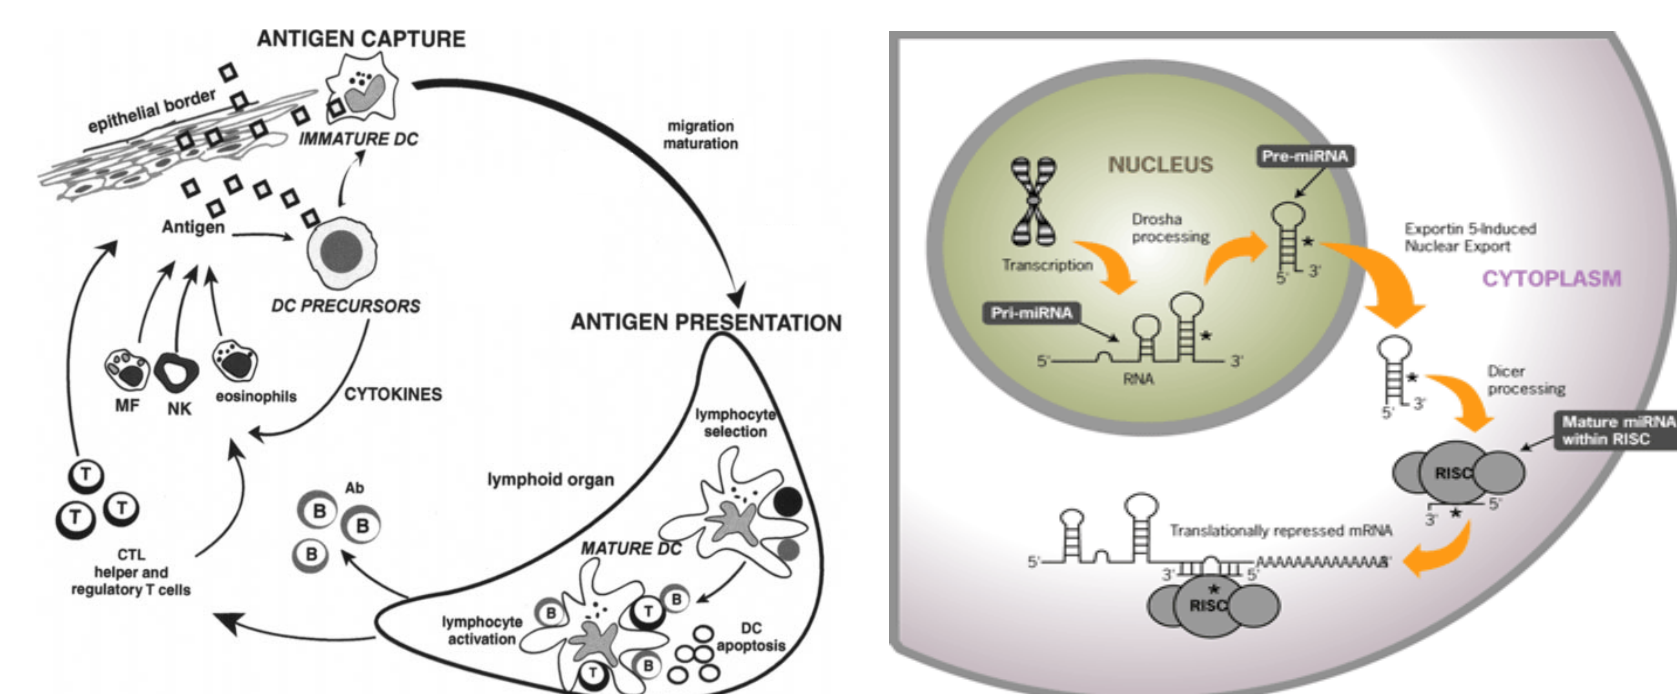 ANTIGEN CAPTURE
epithelial border
IMMATURE DC
migration
maturation
Antigen
DC PRECURSORS
MF
NK
eosinophils
CYTOKINES
ANTIGEN PRESENTATION
lymphocyte
selection
lymphoid organ
T
T
T
Ab
B
B
B
CTL
helper and
regulatory T cells
MATURE DC
lymphocyte
activation
B
T
B
B
T
DC
apoptosis
NUCLEUS
Pre-miRNA
Drosha
processing
Transcription
5' 3'
Pri-miRNA
5' 3'
RNA
Exportin 5-Induced
Nuclear Export
CYTOPLASM
5' 3'
Dicer
processing
Mature miRNA
within RISC
RISC
3' 5'
Translationally repressed mRNA
5' AAAAAAAAAAAAA3'
3' 5'
RISC